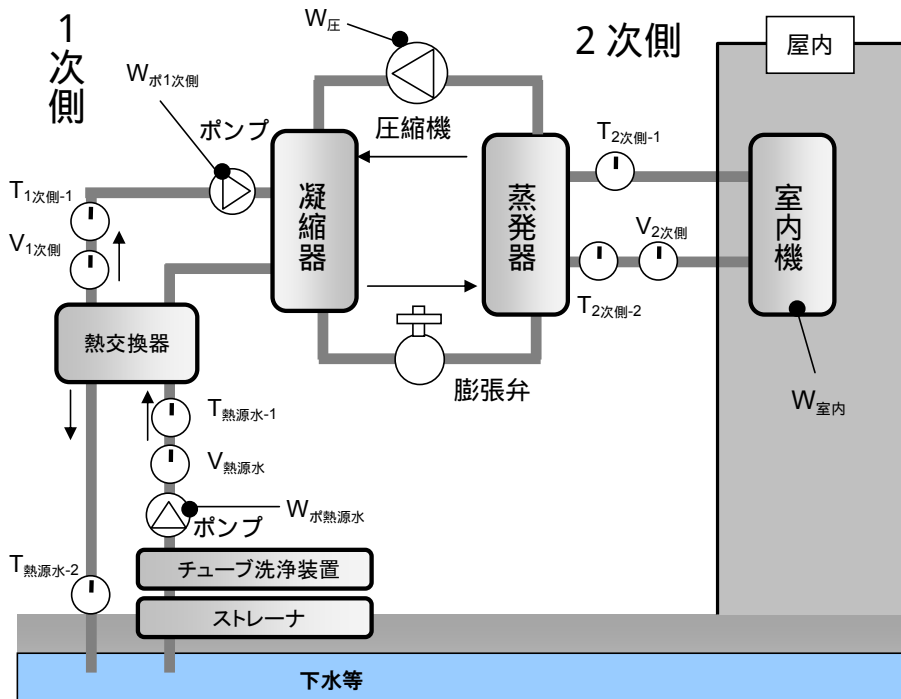 1次側
W圧
2次側
屋内
Wポ1次側
ポンプ
圧縮機
T2次側-1
T1次側-1
凝縮器
蒸発器
室内機
V1次側
V2次側
T2次側-2
熱交換器
膨張弁
W室内
T熱源水-1
V熱源水
Wポ熱源水
ポンプ
T熱源水-2
チューブ洗浄装置
ストレーナ
下水等